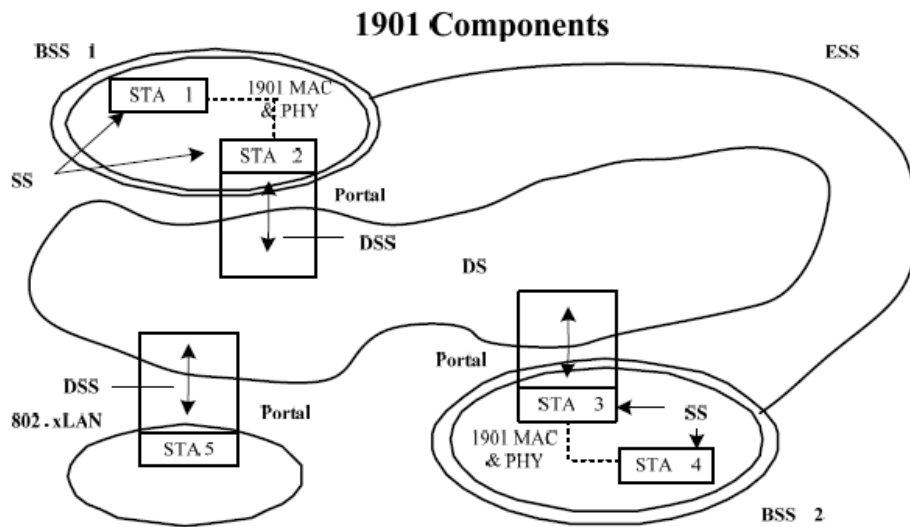 1901 Components
BSS 1
ESS
STA 1
1901 MAC
& PHY
STA 2
SS
Portal
DSS
DS
Portal
DSS
Portal
802.xLAN
STA 3
SS
STA 5
1901 MAC
& PHY
STA 4
BSS 2